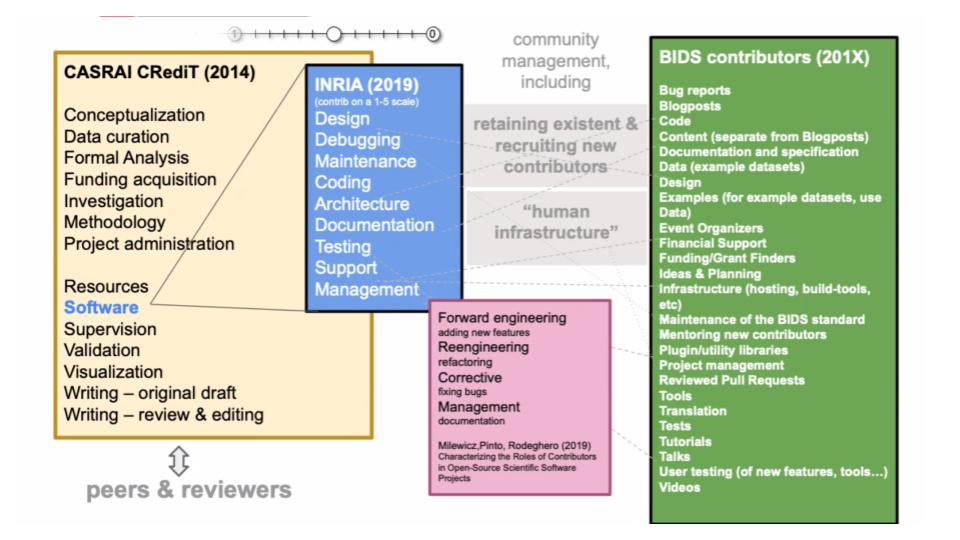 1
0
CASRAI CRediT (2014)
Conceptualization
Data curation
Formal Analysis
Funding acquisition
Investigation
Methodology
Project administration
Resources
Software
Supervision
Validation
Visualization
Writing – original draft
Writing – review & editing
peers & reviewers
INRIA (2019)
(contrib on a 1-5 scale)
Design
Debugging
Maintenance
Coding
Architecture
Documentation
Testing
Support
Management
community
management,
including
retaining existent &
recruiting new
contributors
“human
infrastructure”
Forward engineering
adding new features
Reengineering
refactoring
Corrective
fixing bugs
Management
documentation
Milewicz,Pinto, Rodeghero (2019)
Characterizing the Roles of Contributors
in Open-Source Scientific Software
Projects
BIDS contributors (201X)
Bug reports
Blogposts
Code
Content (separate from Blogposts)
Documentation and specification
Data (example datasets)
Design
Examples (for example datasets, use
Data)
Event Organizers
Financial Support
Funding/Grant Finders
Ideas & Planning
Infrastructure (hosting, build-tools,
etc)
Maintenance of the BIDS standard
Mentoring new contributors
Plugin/utility libraries
Project management
Reviewed Pull Requests
Tools
Translation
Tests
Tutorials
Talks
User testing (of new features, tools…)
Videos